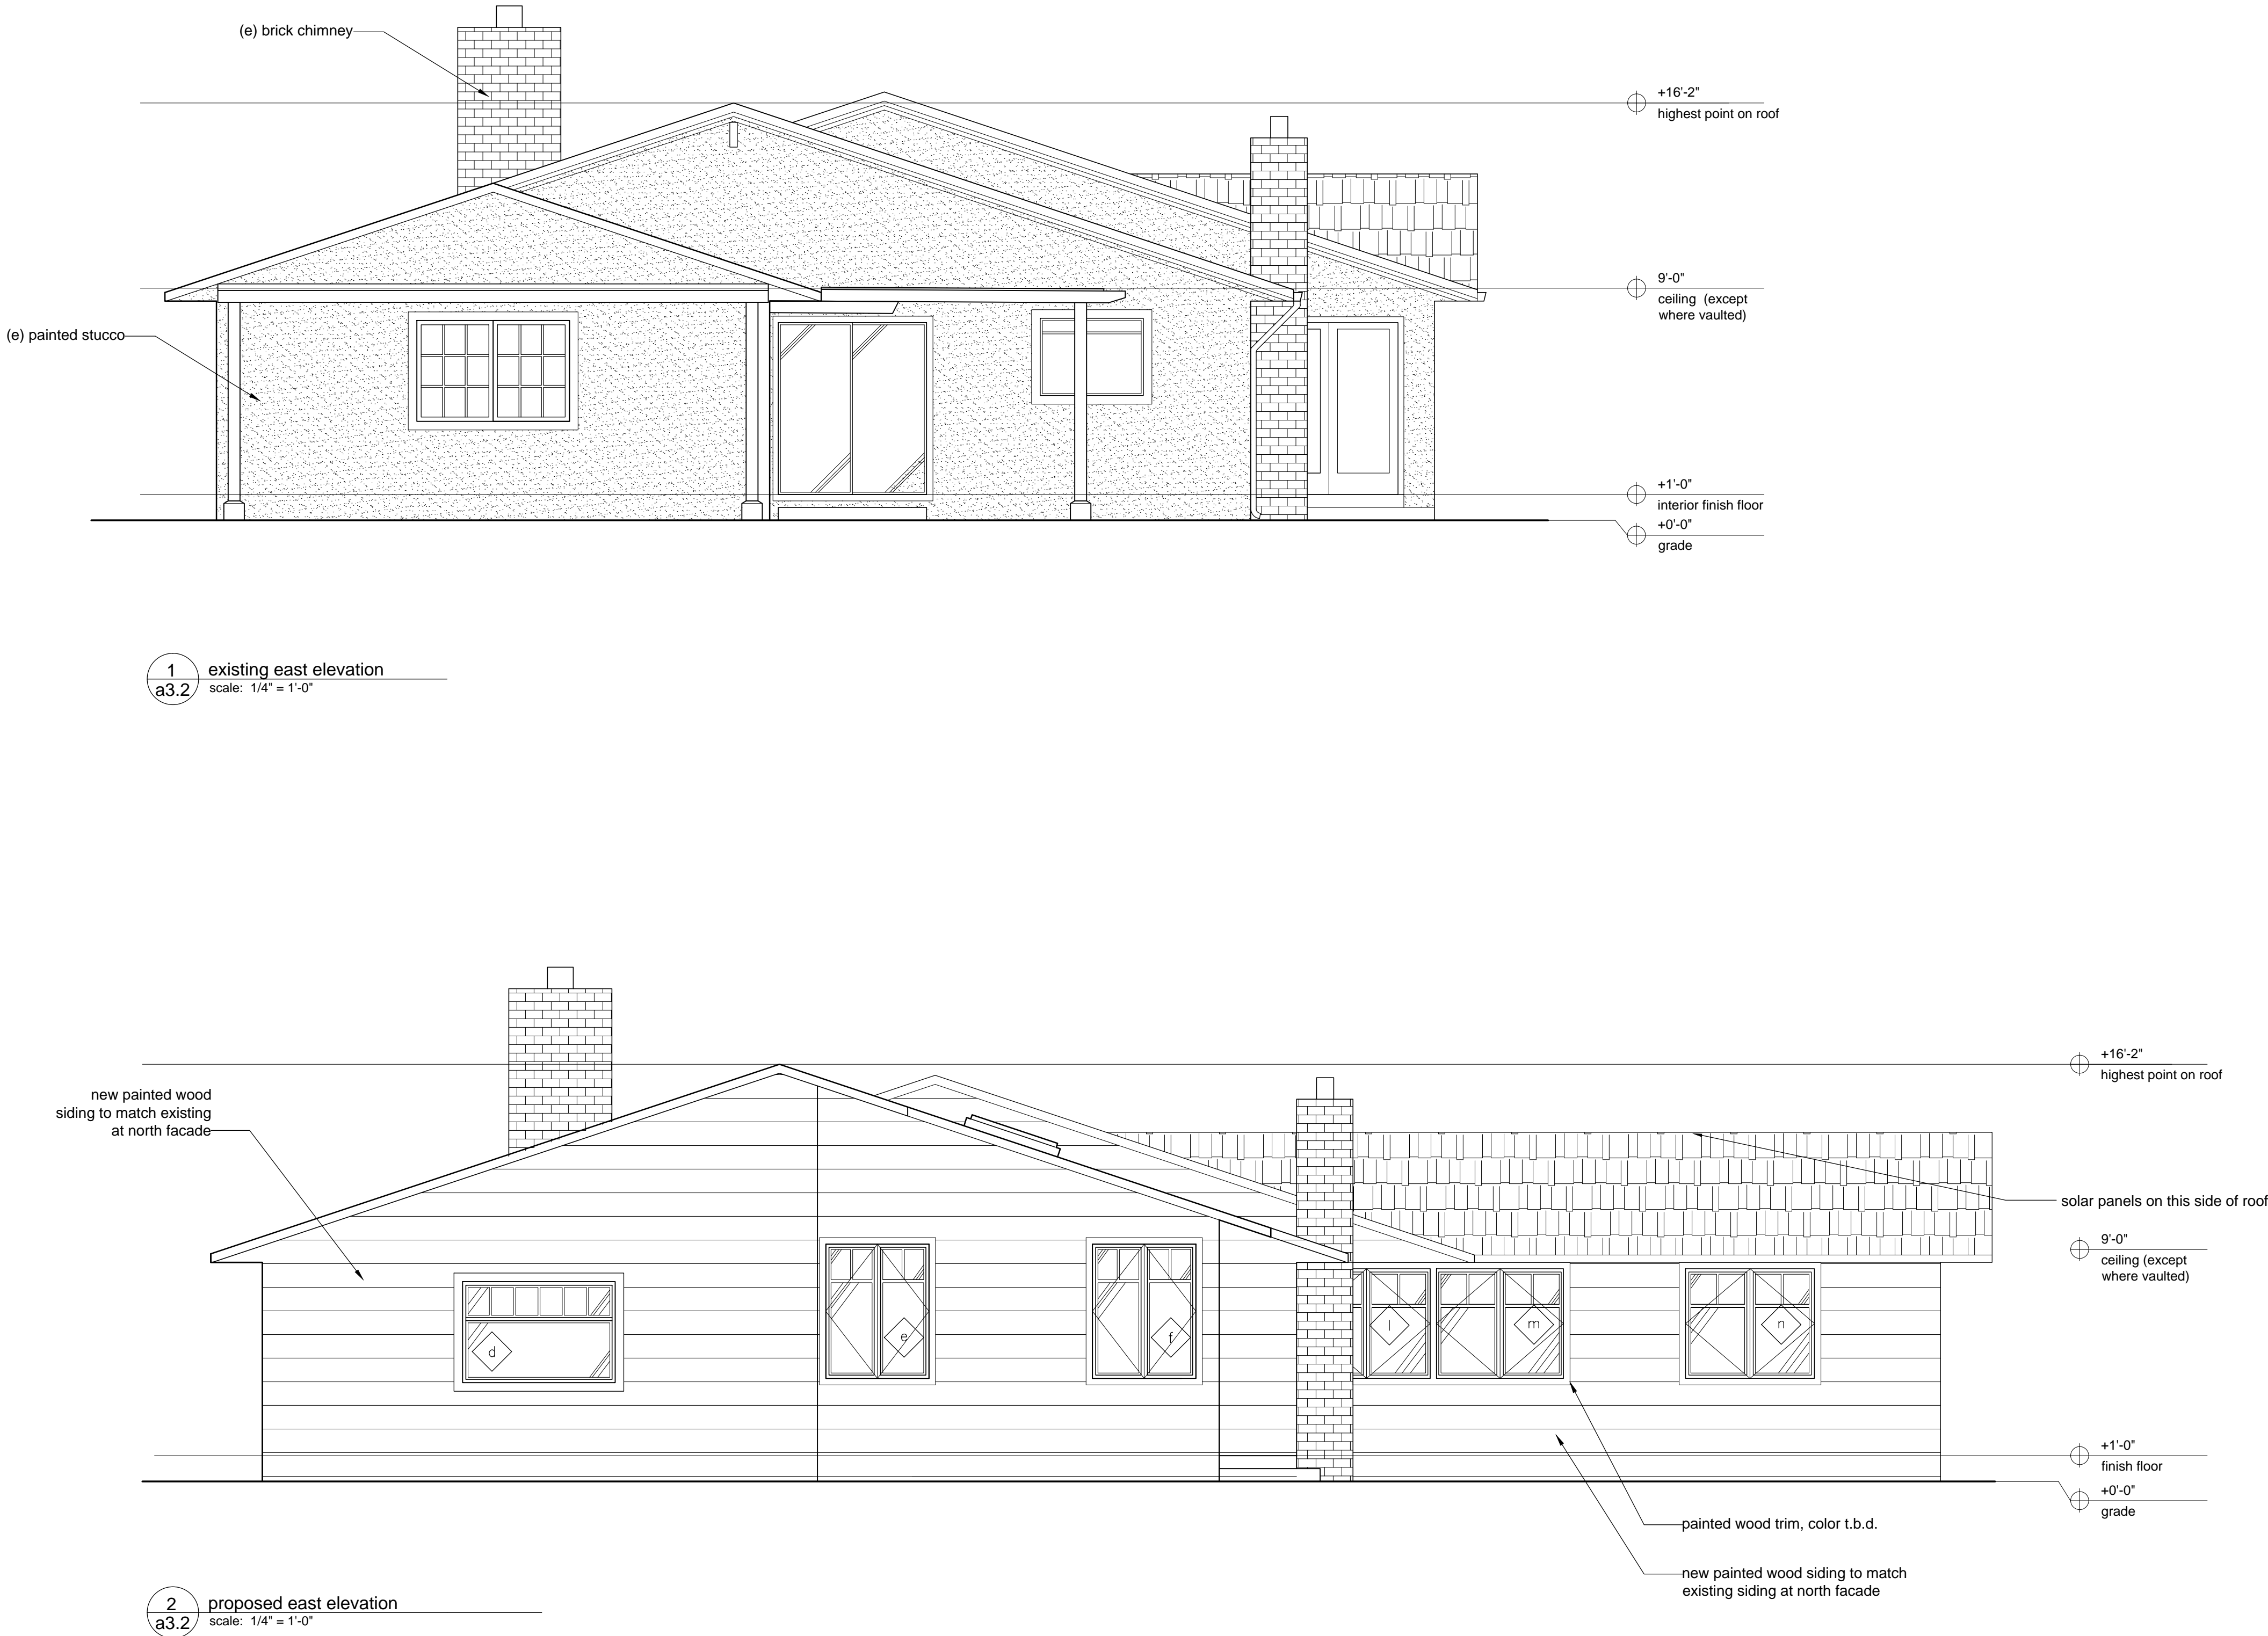 (e) brick chimney
+16'-2"
highest point on roof
9'-0"
ceiling (except
where vaulted)
(e) painted stucco
+1'-0"
interior finish floor
+0'-0"
grade
1
a3.2
existing east elevation
scale: 1/4" = 1'-0"
+16'-2"
highest point on roof
new painted wood
siding to match existing
at north facade
solar panels on this side of roof
9'-0"
ceiling (except
where vaulted)
d
e
f
l
m
n
+1'-0"
finish floor
+0'-0"
grade
painted wood trim, color t.b.d.
new painted wood siding to match
existing siding at north facade
2
a3.2
proposed east elevation
scale: 1/4" = 1'-0"